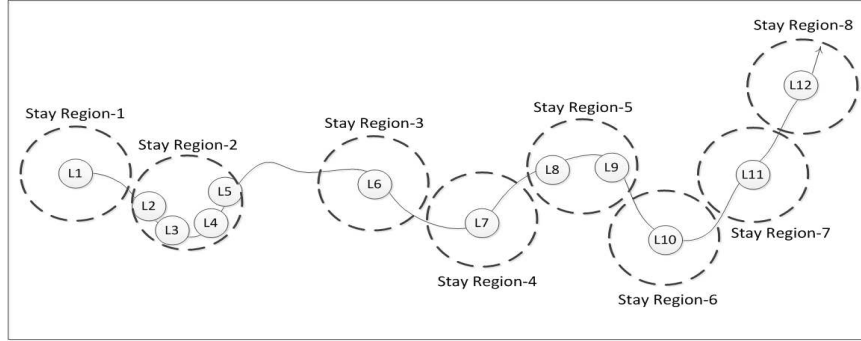 Stay Region-1
L1
Stay Region-2
L2
L3
L4
L5
Stay Region-3
L6
L7
Stay Region-4
Stay Region-5
L8
L9
L10
Stay Region-6
L11
Stay Region-7
Stay Region-8
L12